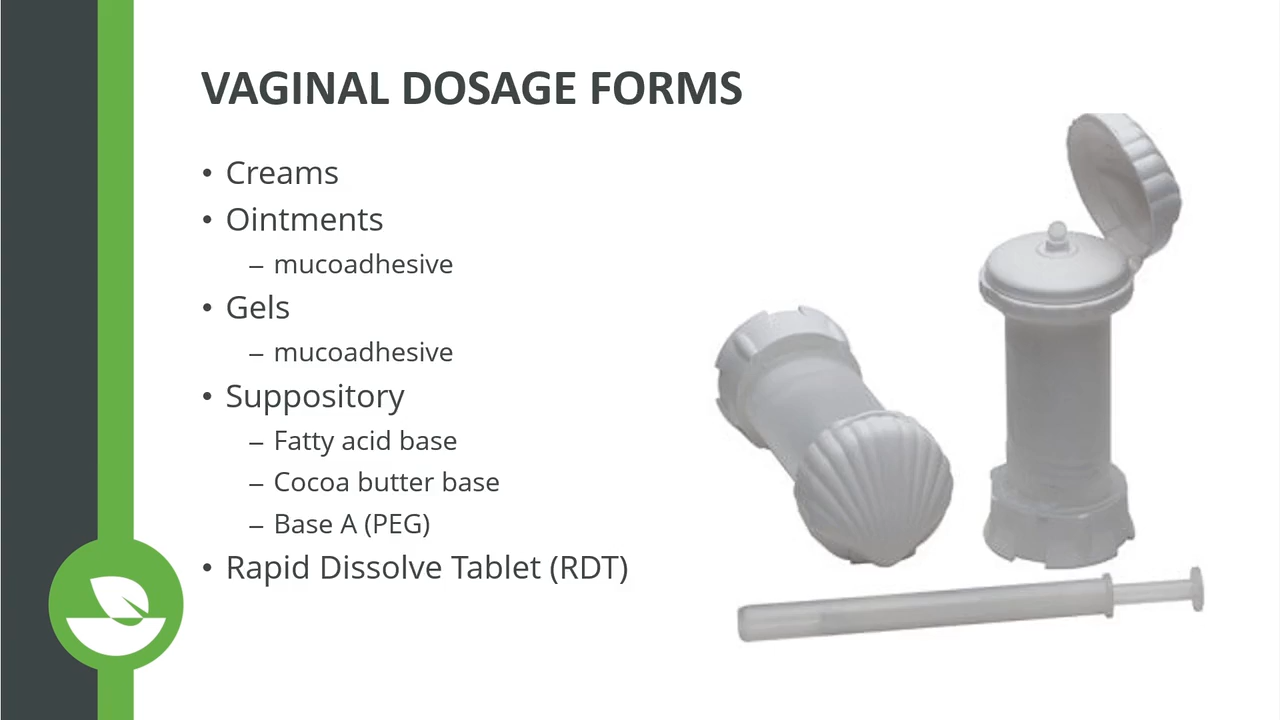 VAGINAL DOSAGE FORMS
• Creams
• Ointments
– mucoadhesive
• Gels
– mucoadhesive
• Suppository
– Fatty acid base
– Cocoa butter base
– Base A (PEG)
• Rapid Dissolve Tablet (RDT)